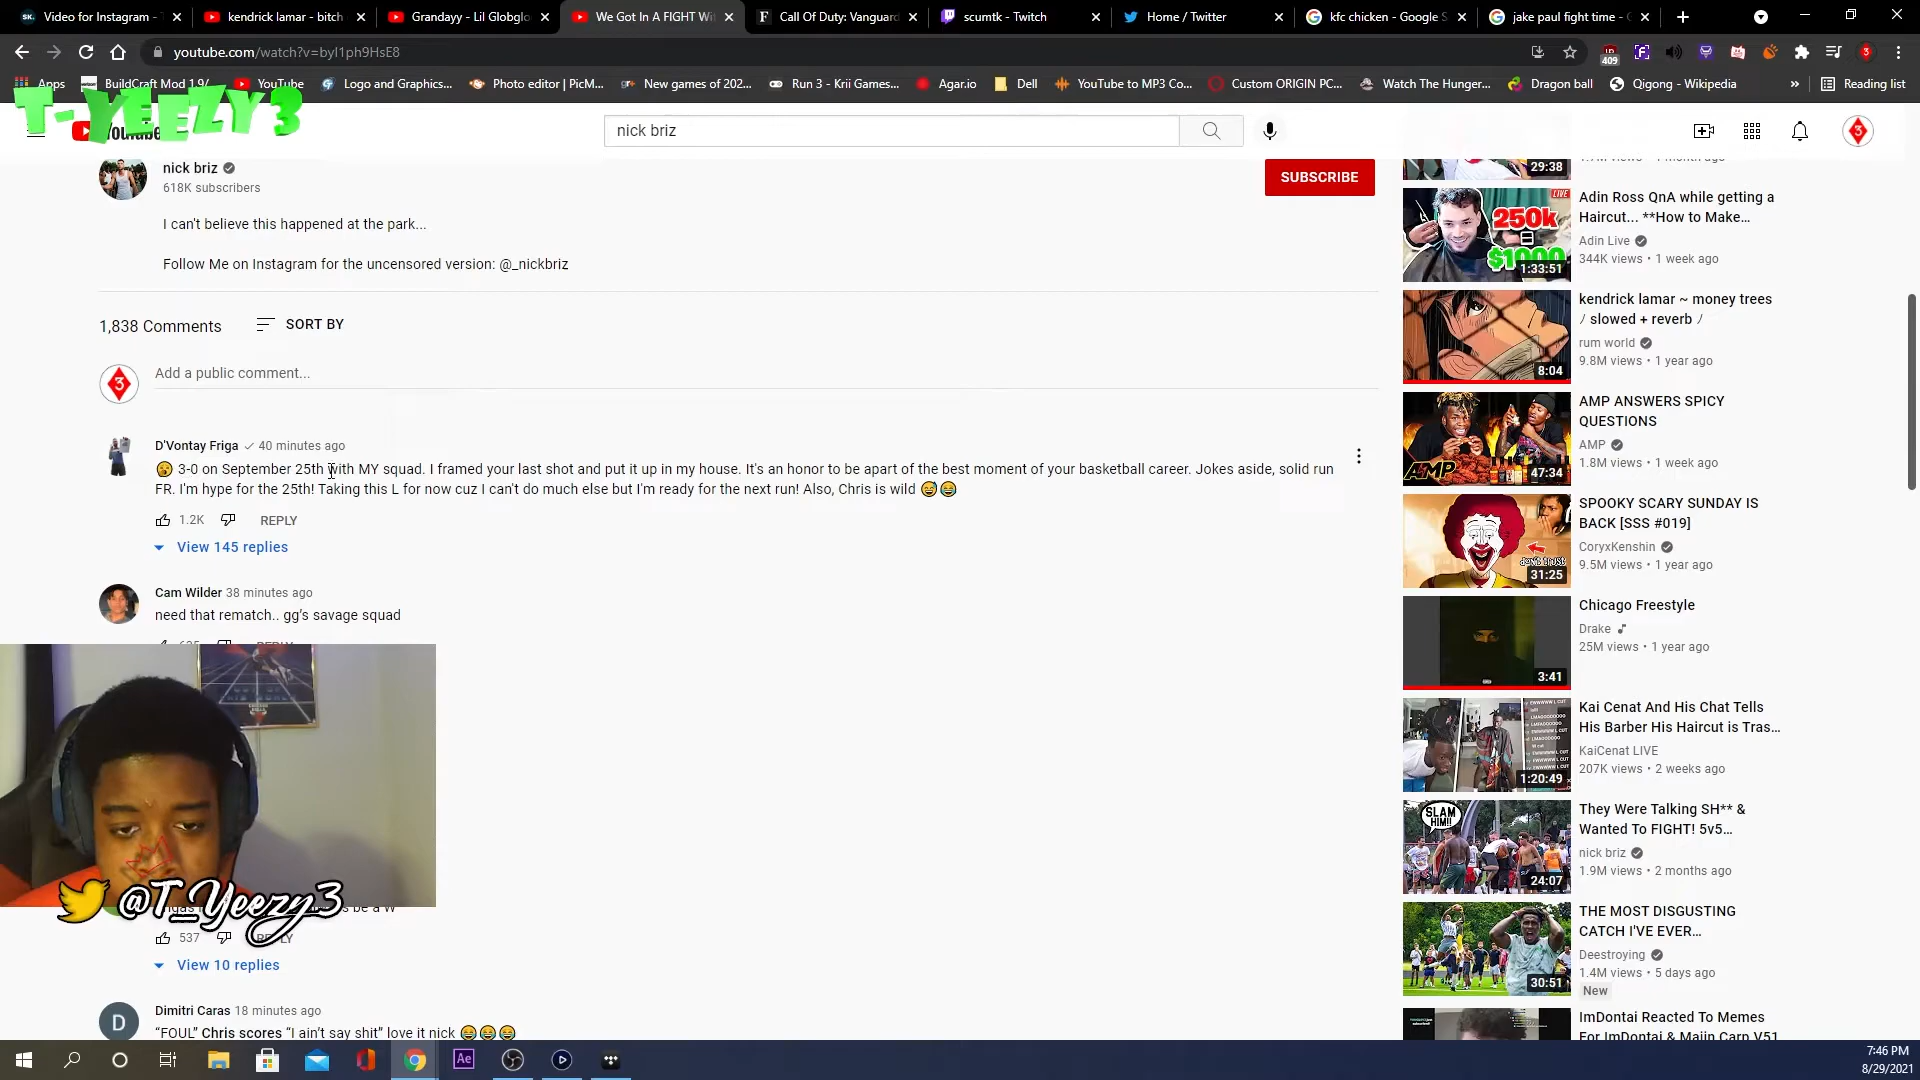 Video for Instagram -
kendrick lamar - bitch
Grandayy - Lil Globglo
We Got In A FIGHT Wi
Call Of Duty: Vanguard
scumtk - Twitch
Home / Twitter
kfc chicken - Google S
jake paul fight time -
youtube.com/watch?v=byI1ph9HsE8
409
Apps
BuildCraft Mod 1.9/
YouTube
Logo and Graphics...
Photo editor | PicM...
New games of 202...
Run 3 - Krii Games...
Agar.io
Dell
YouTube to MP3 Co...
Custom ORIGIN PC...
Watch The Hunger...
Dragon ball
Qigong - Wikipedia
»
Reading list
T-YEEZY3
nick briz
nick briz
618K subscribers
SUBSCRIBE
I can't believe this happened at the park...
Follow Me on Instagram for the uncensored version: @_nickbriz
1,838 Comments
SORT BY
Add a public comment...
D'Vontay Friga 40 minutes ago
😮 3-0 on September 25th with MY squad. I framed your last shot and put it up in my house. It's an honor to be apart of the best moment of your basketball career. Jokes aside, solid run
FR. I'm hype for the 25th! Taking this L for now cuz I can't do much else but I'm ready for the next run! Also, Chris is wild 😅😂
1.2K REPLY
View 145 replies
Cam Wilder 38 minutes ago
need that rematch.. gg's savage squad
@T_Yeezy3
be a W
537 REPLY
View 10 replies
D
Dimitri Caras 18 minutes ago
“FOUL” Chris scores “I ain't say shit” love it nick 😂😂😂
29:38
LIVE
250k
=
$1000
1:33:51
Adin Ross QnA while getting a
Haircut... **How to Make...
Adin Live
344K views • 1 week ago
8:04
kendrick lamar ~ money trees
/ slowed + reverb /
rum world
9.8M views • 1 year ago
AMP
47:34
AMP ANSWERS SPICY
QUESTIONS
AMP
1.8M views • 1 week ago
31:25
SPOOKY SCARY SUNDAY IS
BACK [SSS #019]
CoryxKenshin
9.5M views • 1 year ago
3:41
Chicago Freestyle
Drake
25M views • 1 year ago
1:20:49
Kai Cenat And His Chat Tells
His Barber His Haircut is Tras...
KaiCenat LIVE
207K views • 2 weeks ago
SLAM
HIM!!
24:07
They Were Talking SH** &
Wanted To FIGHT! 5v5...
nick briz
1.9M views • 2 months ago
30:51
THE MOST DISGUSTING
CATCH I'VE EVER...
Deestroying
1.4M views • 5 days ago
New
ImDontai Reacted To Memes
For ImDontai & Majin Carp V51
Ae
7:46 PM
8/29/2021